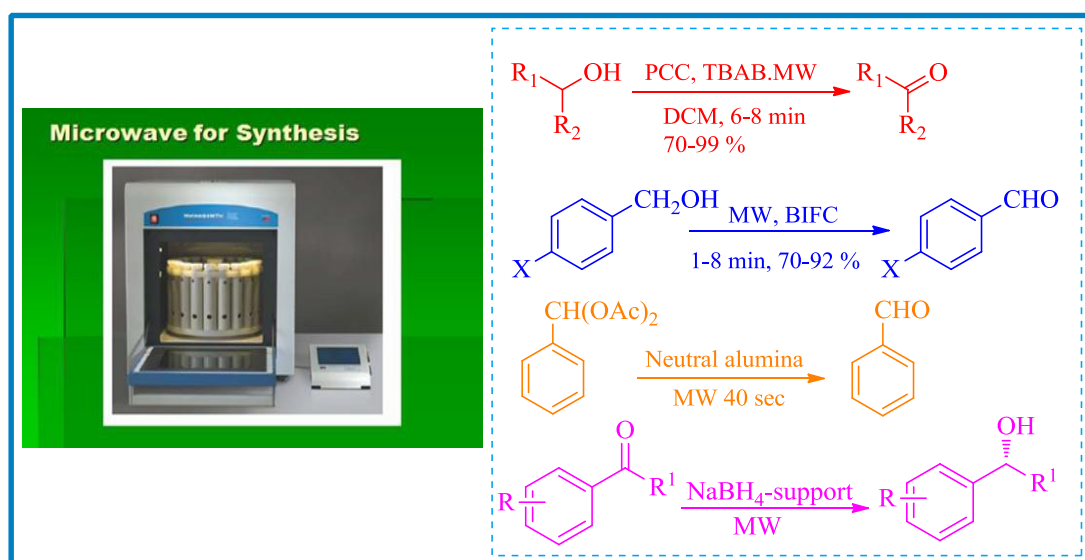 Microwave for Synthesis
R₁ OH
R₂
PCC, TBAB.MW
DCM, 6-8 min
70-99 %
R₁ O
R₂
CH₂OH
X
MW, BIFC
1-8 min, 70-92 %
CHO
X
CH(OAc)₂
Neutral alumina
MW 40 sec
CHO
O
R R¹
NaBH₄-support
MW
OH
R R¹